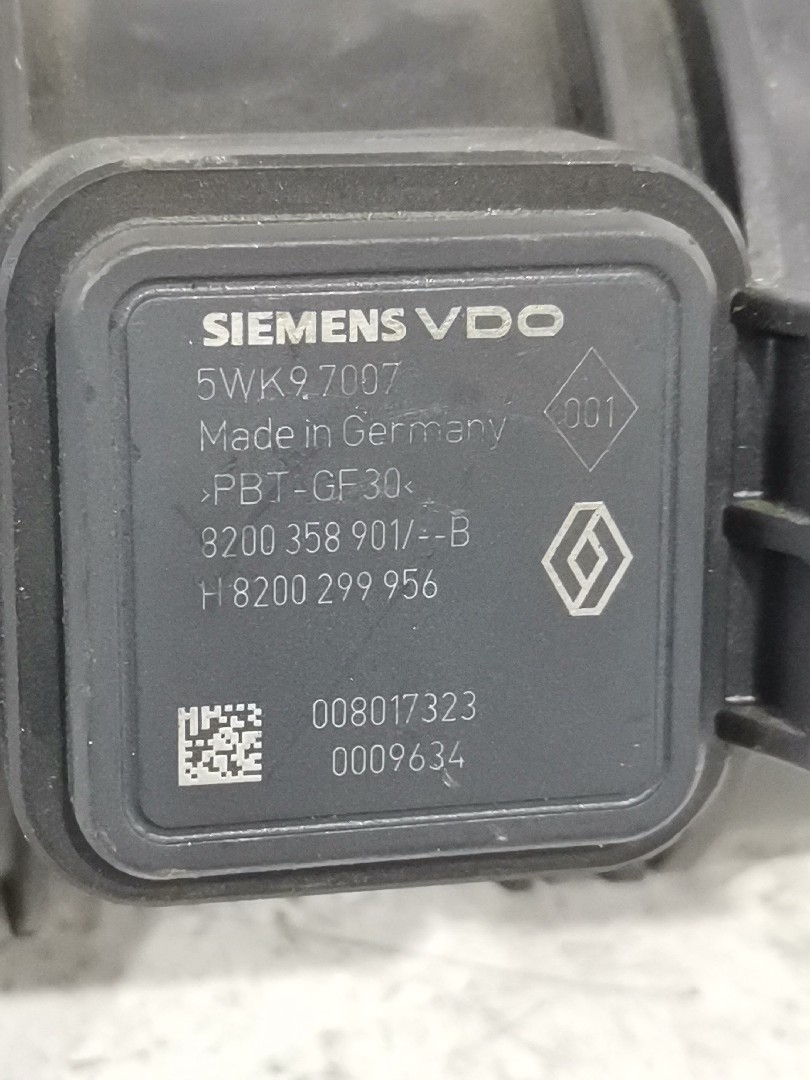 SIEMENS VDO
5WK9 7007
001
Made in Germany
>PBT-GF30<
8200 358 901/--B
H 8200 299 956
008017323
0009634